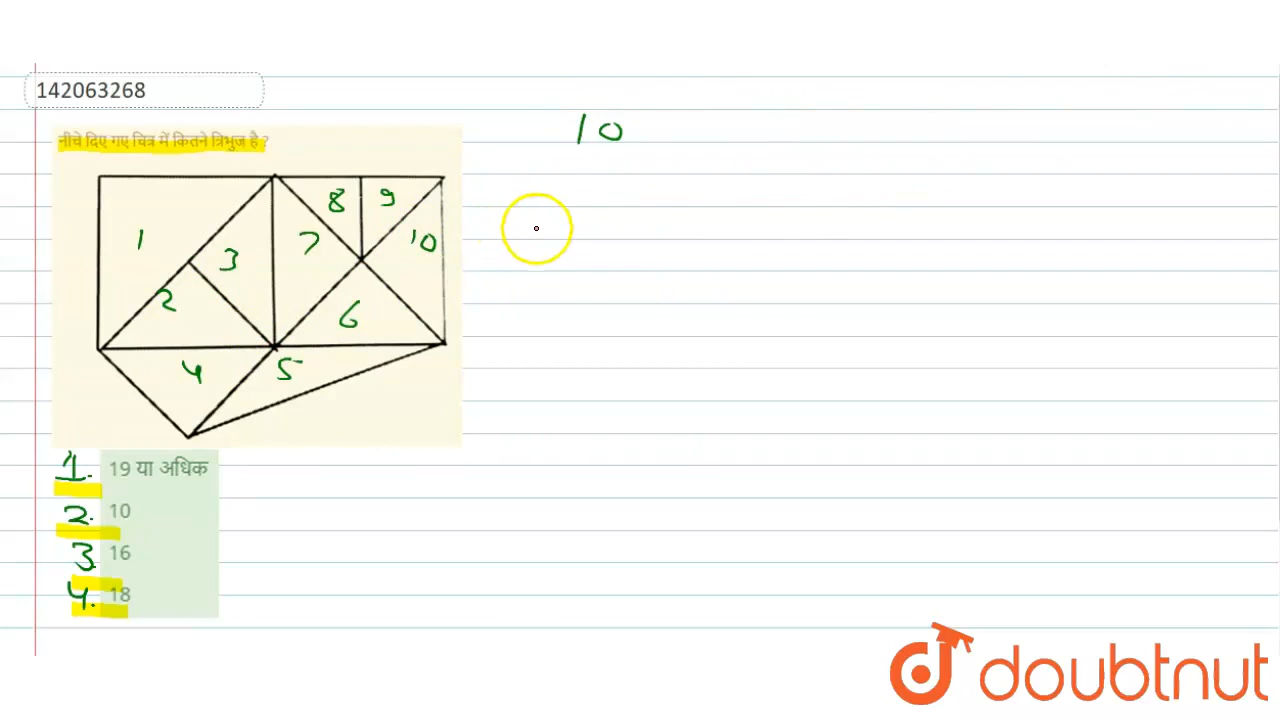 142063268
10
नीचे दिए गए चित्र में कितने त्रिभुज है ?
8 9
1 3 7 10
2 6
4 5
1. 19 या अधिक
2. 10
3. 16
4. 18
doubtnut